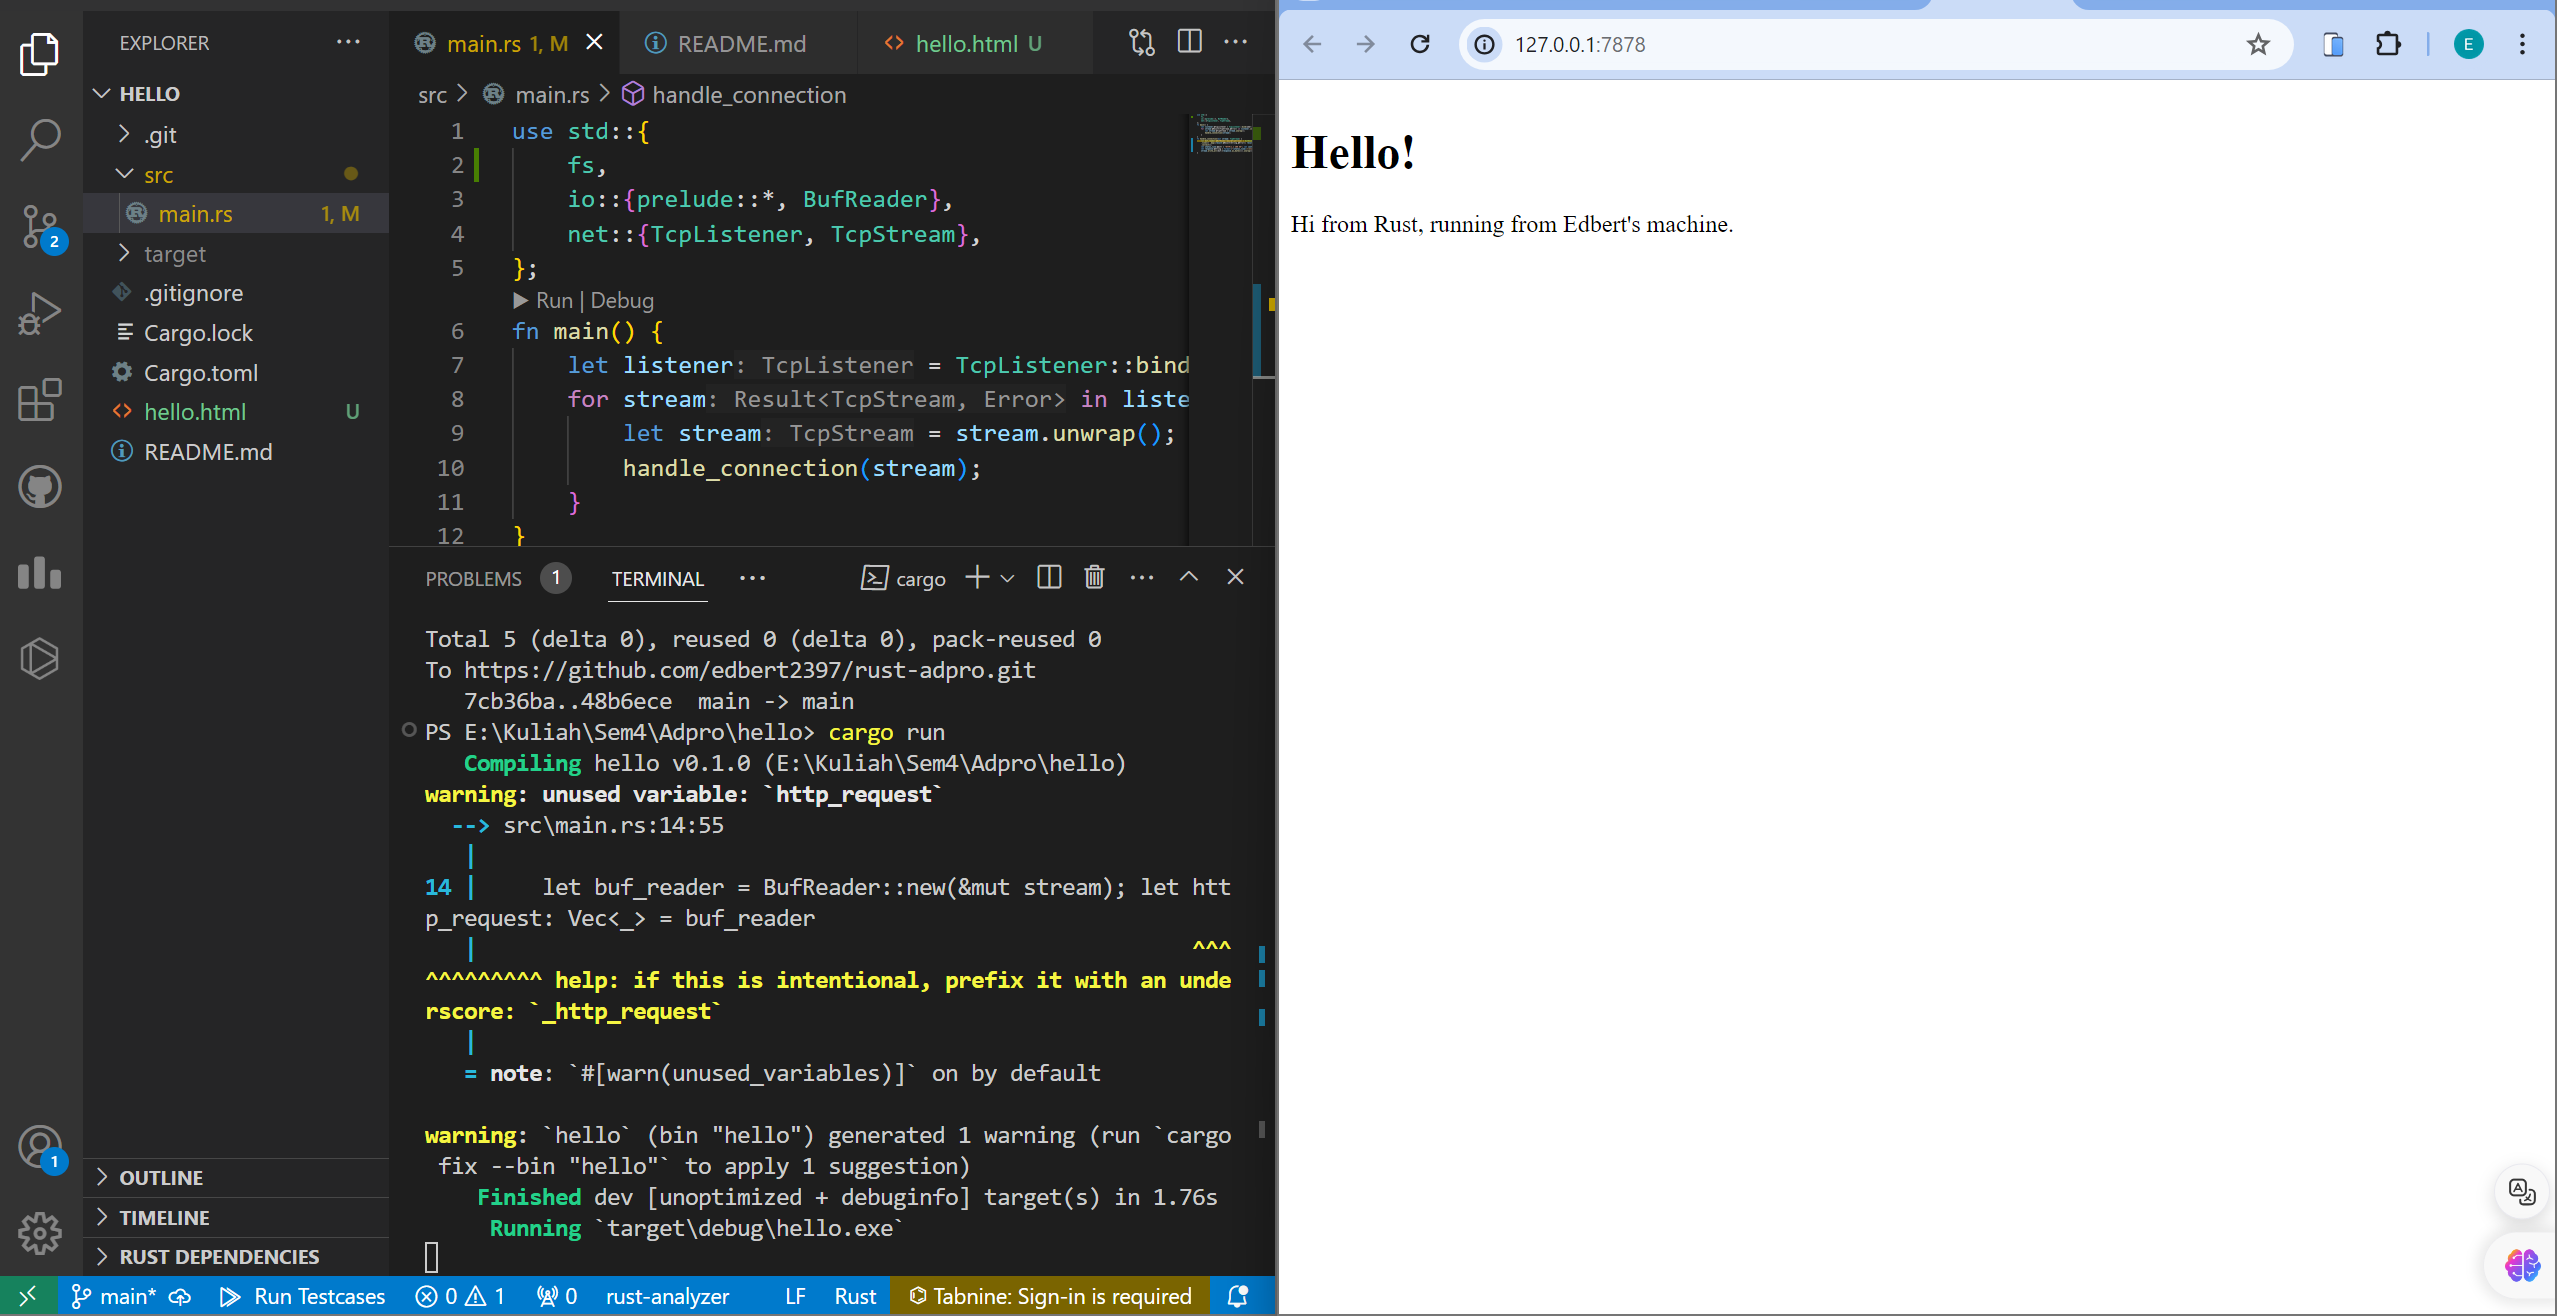 EXPLORER
HELLO
.git
src
main.rs 1, M
target
.gitignore
Cargo.lock
Cargo.toml
hello.html U
README.md
OUTLINE
TIMELINE
RUST DEPENDENCIES
2
1
main.rs 1, M
README.md
hello.html U
src > main.rs > handle_connection
1 use std::{
2 fs,
3 io::{prelude::*, BufReader},
4 net::{TcpListener, TcpStream},
5 };
Run | Debug
6 fn main() {
7 let listener: TcpListener = TcpListener::bind
8 for stream: Result<TcpStream, Error> in liste
9 let stream: TcpStream = stream.unwrap();
10 handle_connection(stream);
11 }
12 }
PROBLEMS 1 TERMINAL ··· cargo
Total 5 (delta 0), reused 0 (delta 0), pack-reused 0
To https://github.com/edbert2397/rust-adpro.git
7cb36ba..48b6ece main -> main
PS E:\Kuliah\Sem4\Adpro\hello> cargo run
Compiling hello v0.1.0 (E:\Kuliah\Sem4\Adpro\hello)
warning: unused variable: `http_request`
--> src\main.rs:14:55
|
14 | let buf_reader = BufReader::new(&mut stream); let htt
p_request: Vec<_> = buf_reader
| ^^^
^^^^^^^^^ help: if this is intentional, prefix it with an unde
rscore: `_http_request`
|
= note: `#[warn(unused_variables)]` on by default
warning: `hello` (bin "hello") generated 1 warning (run `cargo
fix --bin "hello"` to apply 1 suggestion)
Finished dev [unoptimized + debuginfo] target(s) in 1.76s
Running `target\debug\hello.exe`
main* Run Testcases 0 1 0 rust-analyzer LF Rust Tabnine: Sign-in is required
127.0.0.1:7878
E
Hello!
Hi from Rust, running from Edbert's machine.